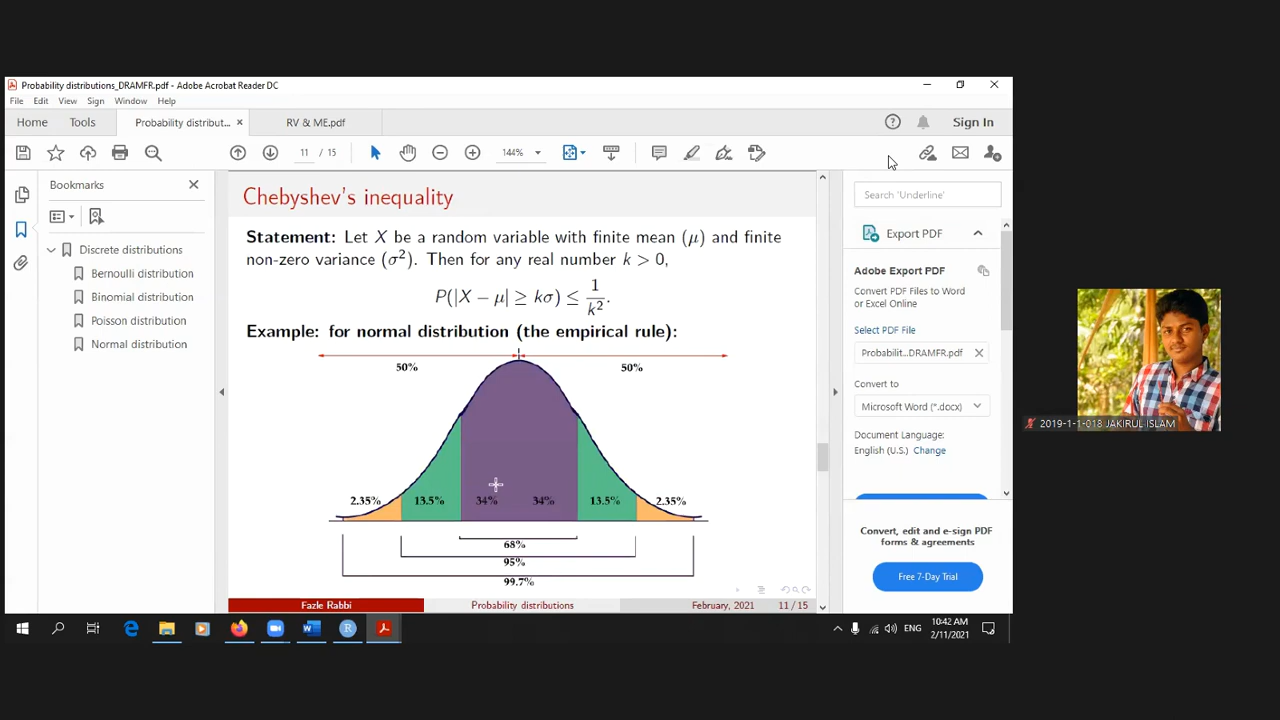 Probability distributions_DRAMFR.pdf - Adobe Acrobat Reader DC
File Edit View Sign Window Help
Home Tools Probability distribut... × RV & ME.pdf Sign In
11 / 15 144%
Bookmarks
Discrete distributions
Bernoulli distribution
Binomial distribution
Poisson distribution
Normal distribution
Chebyshev's inequality
Statement: Let X be a random variable with finite mean (μ) and finite
non-zero variance (σ²). Then for any real number k > 0,
P(|X − μ| ≥ kσ) ≤ 1/k².
Example: for normal distribution (the empirical rule):
50% 50%
2.35% 13.5% 34% 34% 13.5% 2.35%
68%
95%
99.7%
Fazle Rabbi Probability distributions February, 2021 11 / 15
Search 'Underline'
Export PDF
Adobe Export PDF
Convert PDF Files to Word
or Excel Online
Select PDF File
Probabilit...DRAMFR.pdf
Convert to
Microsoft Word (*.docx)
Document Language:
English (U.S.) Change
Convert, edit and e-sign PDF
forms & agreements
Free 7-Day Trial
2019-1-1-018 JAKIRUL ISLAM
ENG
10:42 AM
2/11/2021